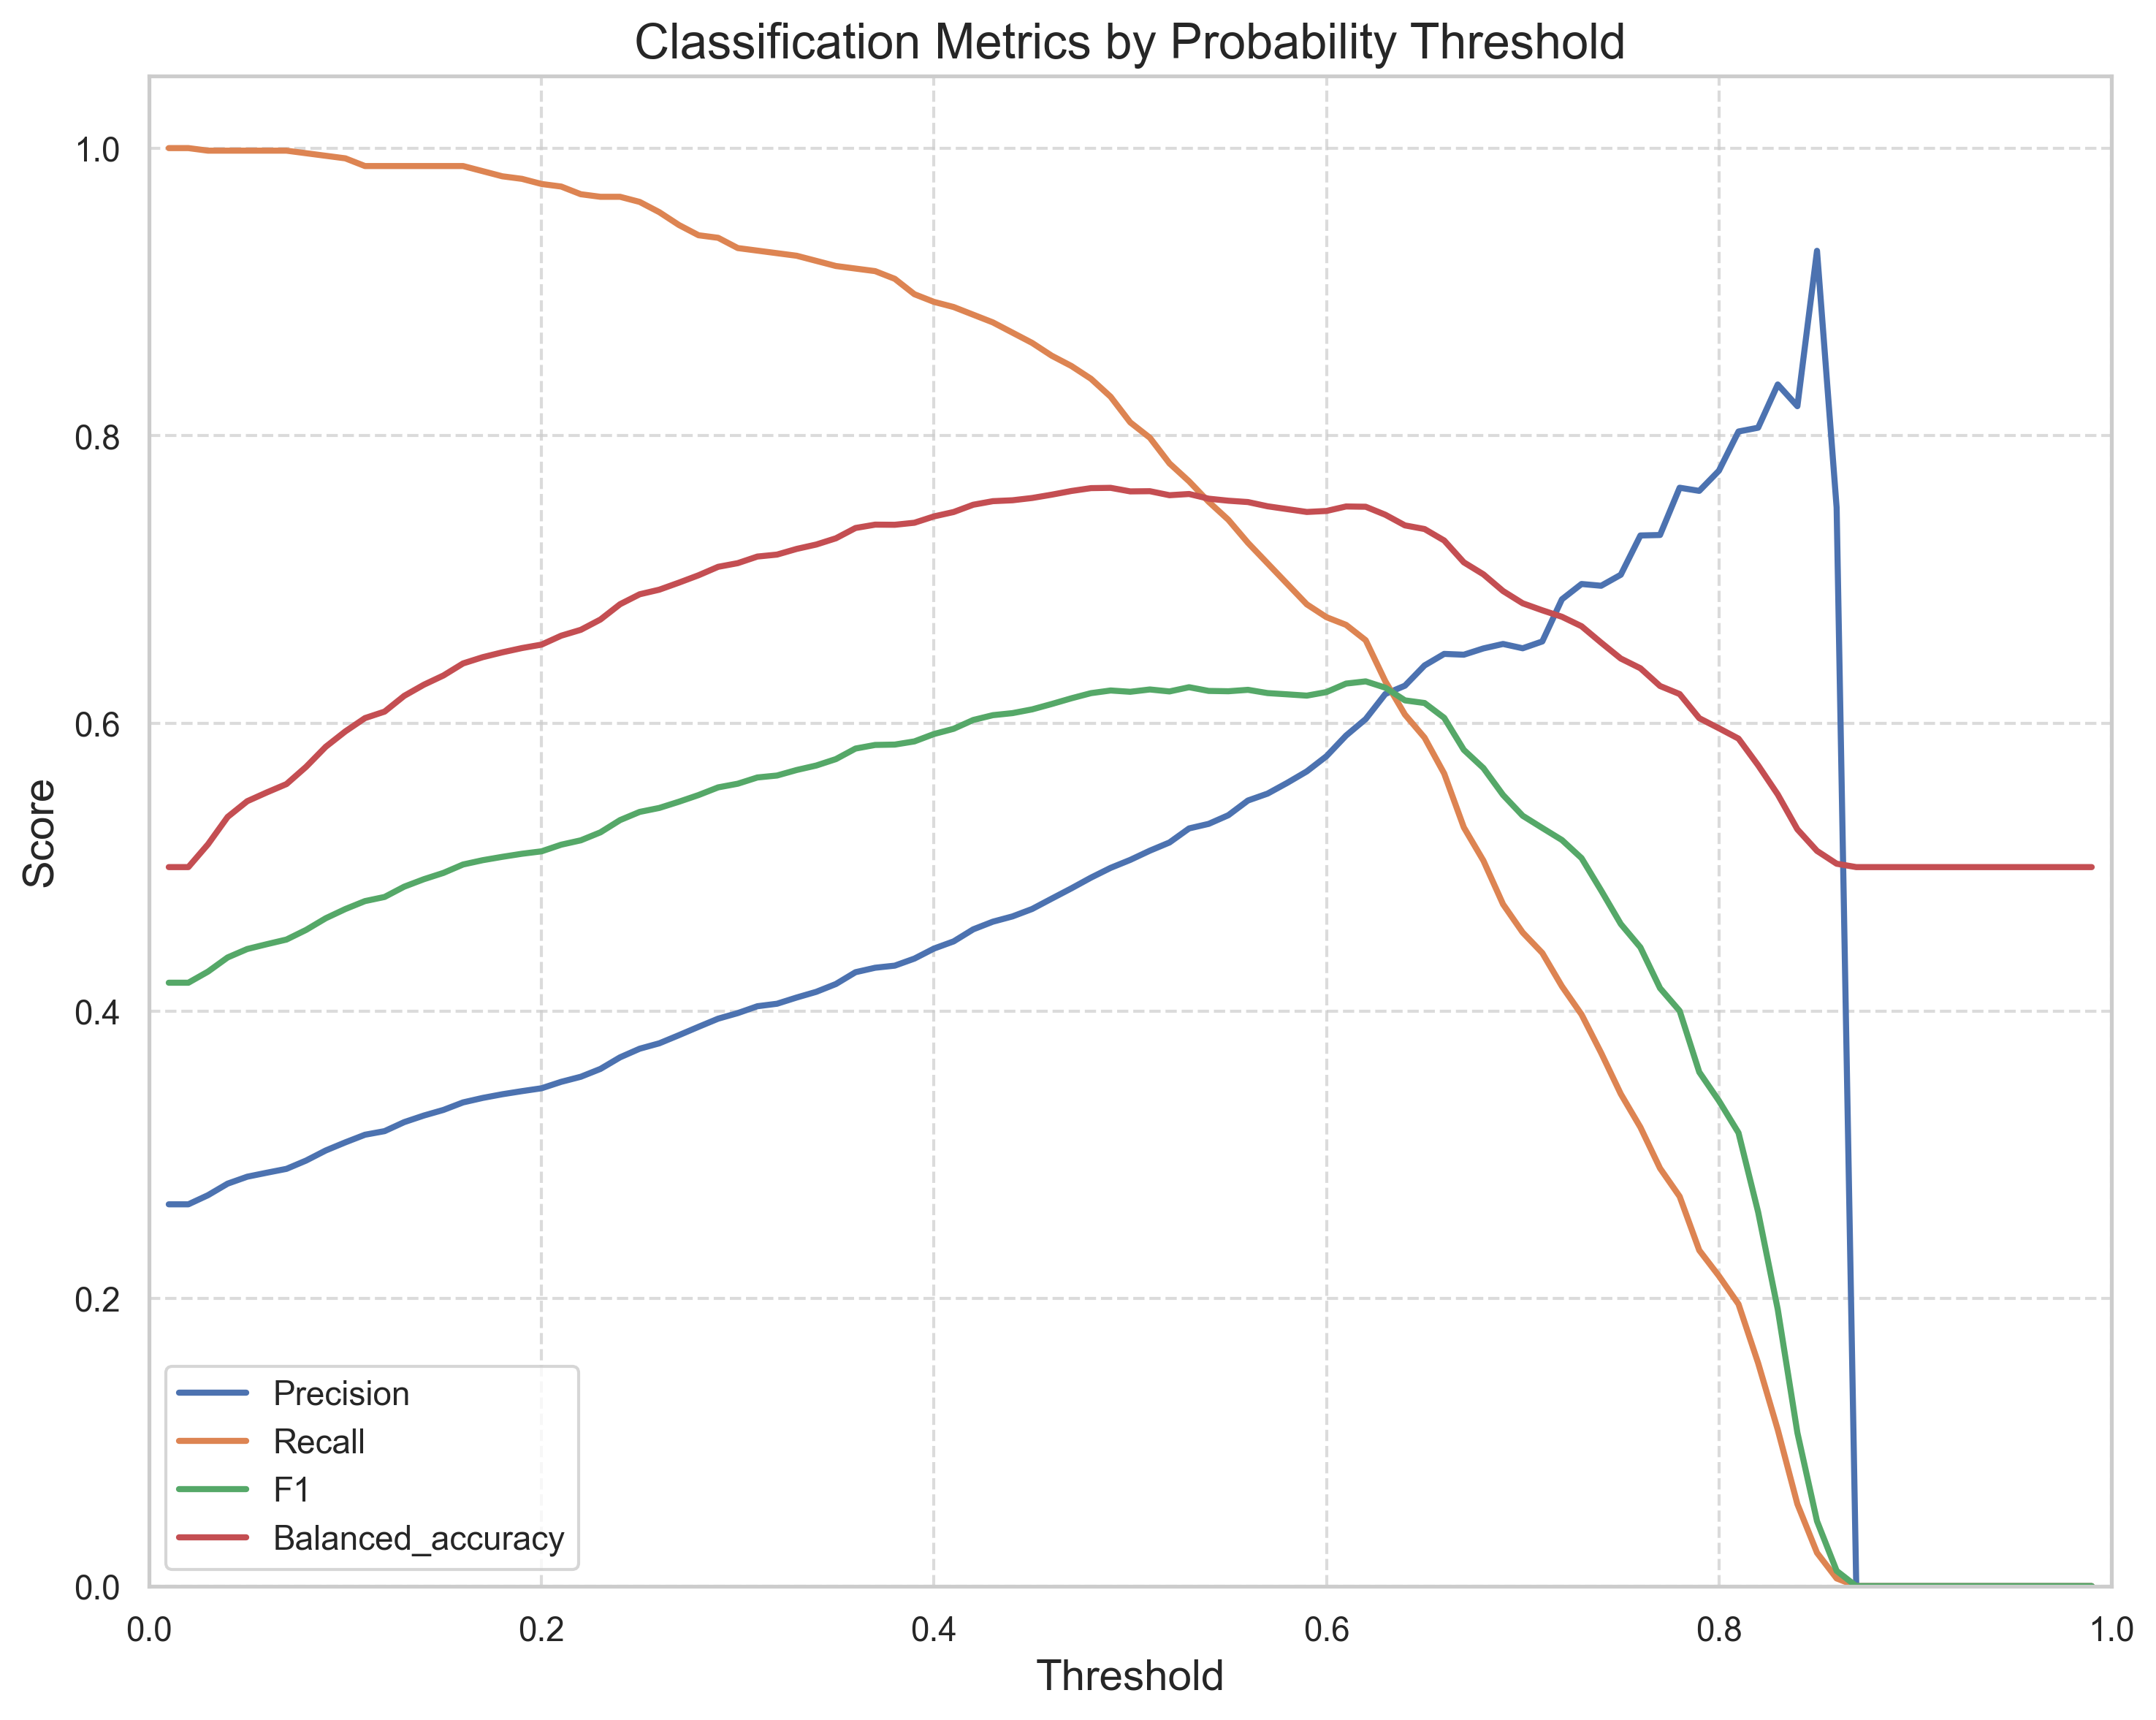 Classification Metrics by Probability Threshold
1.0
0.8
0.6
0.4
0.2
0.0
Score
Precision
Recall
F1
Balanced_accuracy
0.0 0.2 0.4 0.6 0.8 1.0
Threshold